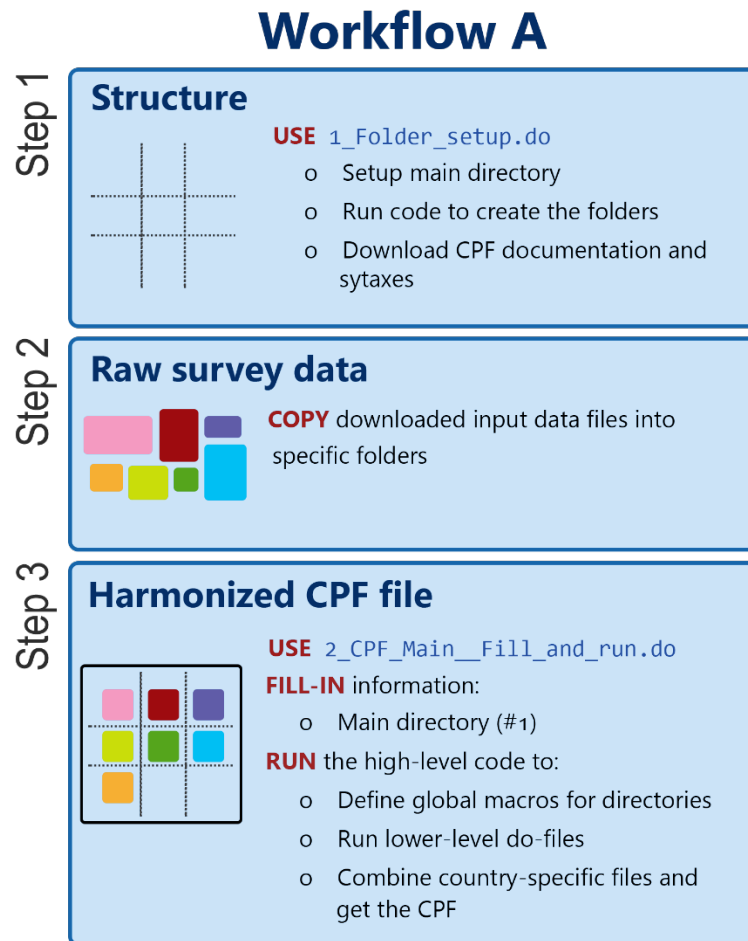 Workflow A
Step 1
Structure
USE 1_Folder_setup.do
o Setup main directory
o Run code to create the folders
o Download CPF documentation and
sytaxes
Step 2
Raw survey data
COPY downloaded input data files into
specific folders
Step 3
Harmonized CPF file
USE 2_CPF_Main__Fill_and_run.do
FILL-IN information:
o Main directory (#1)
RUN the high-level code to:
o Define global macros for directories
o Run lower-level do-files
o Combine country-specific files and
get the CPF